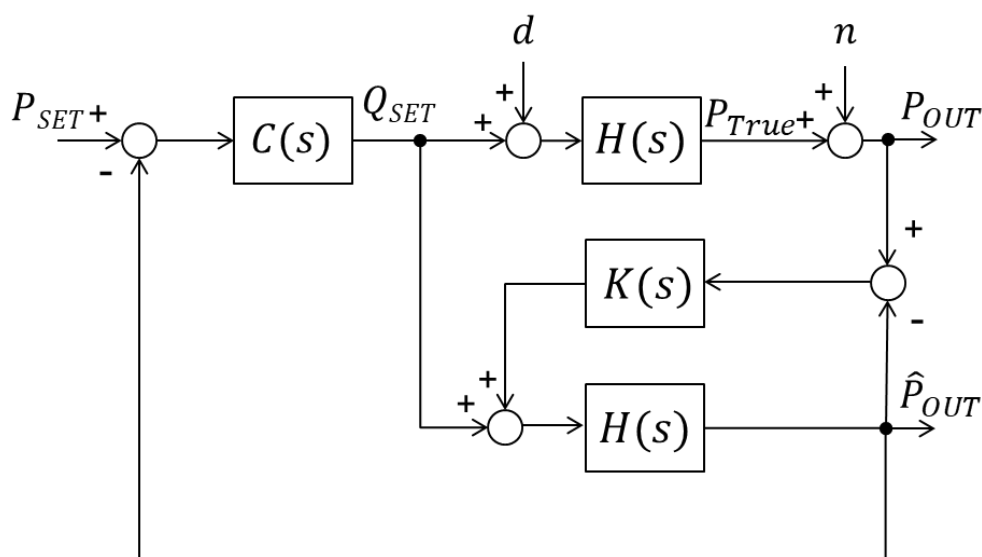 d n
P_SET + C(s) Q_SET + + H(s) P_True + + P_OUT
-
+
K(s)
-
+ + H(s) P̂_OUT